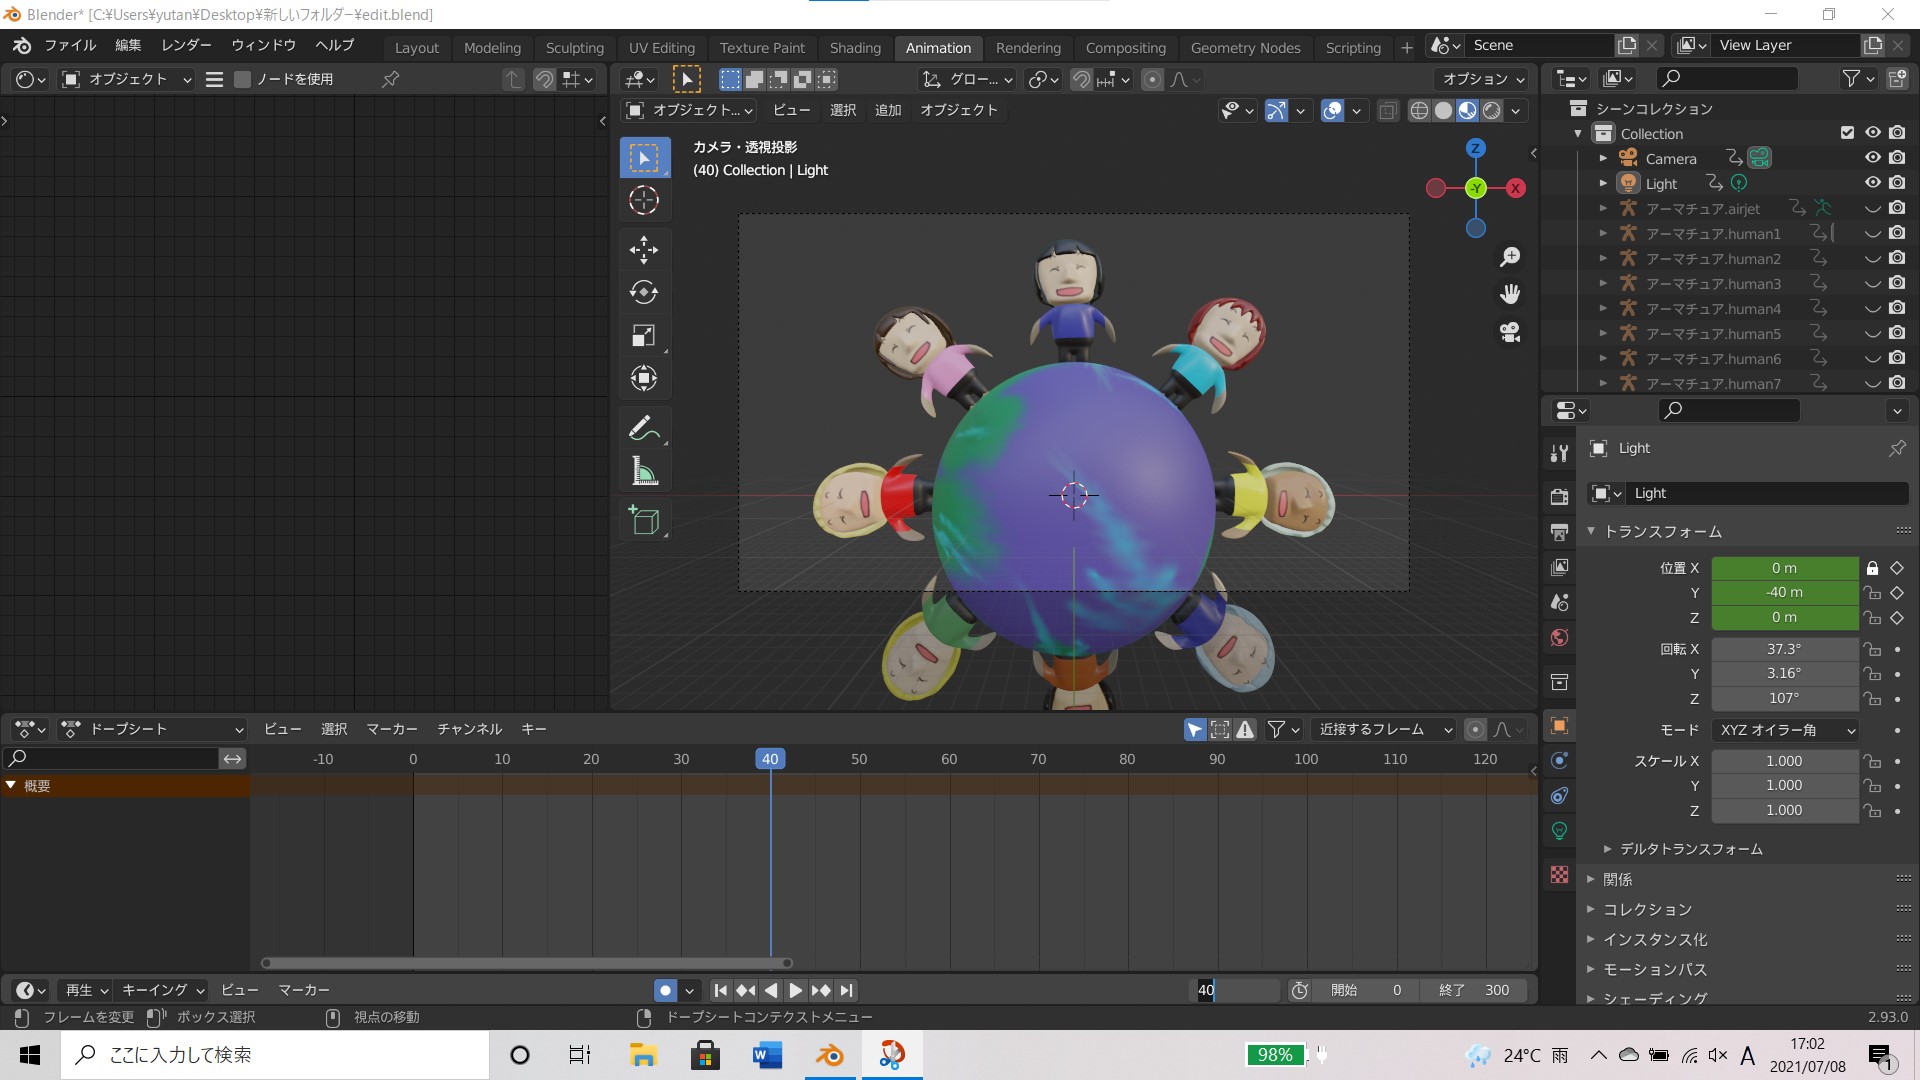 Blender* [C:¥Users¥yutan¥Desktop¥新しいフォルダー¥edit.blend]
ファイル 編集 レンダー ウィンドウ ヘルプ Layout Modeling Sculpting UV Editing Texture Paint Shading Animation Rendering Compositing Geometry Nodes Scripting + Scene View Layer
オブジェクト ノードを使用 グロー... オプション
オブジェクト... ビュー 選択 追加 オブジェクト
カメラ・透視投影
(40) Collection | Light
Z
-Y
X
シーンコレクション
Collection
Camera
Light
アーマチュア.airjet
アーマチュア.human1
アーマチュア.human2
アーマチュア.human3
アーマチュア.human4
アーマチュア.human5
アーマチュア.human6
アーマチュア.human7
Light
Light
トランスフォーム
位置 X 0 m
Y -40 m
Z 0 m
回転 X 37.3°
Y 3.16°
Z 107°
モード XYZ オイラー角
スケール X 1.000
Y 1.000
Z 1.000
デルタトランスフォーム
関係
コレクション
インスタンス化
モーションパス
シェーディング
ドープシート ビュー 選択 マーカー チャンネル キー 近接するフレーム
-10 0 10 20 30 40 50 60 70 80 90 100 110 120
概要
再生 キーイング ビュー マーカー 40 開始 0 終了 300
フレームを変更 ボックス選択 視点の移動 ドープシートコンテクストメニュー 2.93.0
ここに入力して検索 98% 24°C 雨 A 17:02
2021/07/08 1